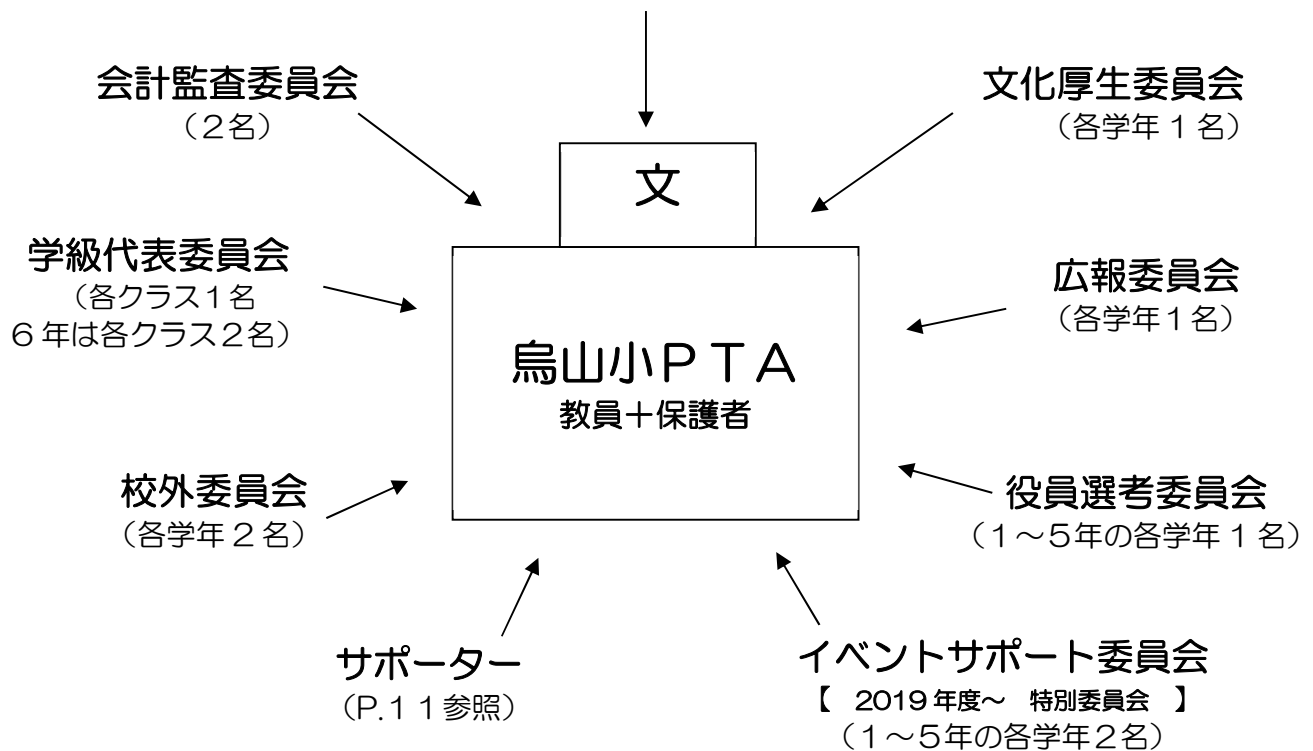 会計監査委員会
（２名）
文化厚生委員会
（各学年１名）
文
学級代表委員会
（各クラス１名
６年は各クラス２名）
広報委員会
（各学年１名）
烏山小ＰＴＡ
教員＋保護者
校外委員会
（各学年２名）
役員選考委員会
（１～５年の各学年１名）
サポーター
（P.１１参照）
イベントサポート委員会
【　2019年度～　特別委員会　】
（１～５年の各学年２名）